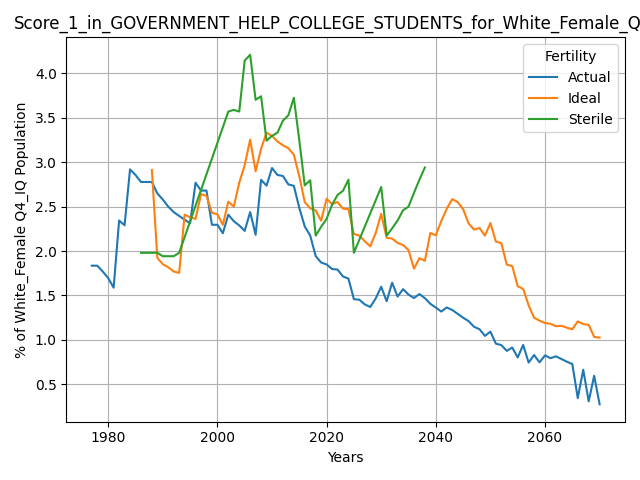 Score_1_in_GOVERNMENT_HELP_COLLEGE_STUDENTS_for_White_Female_Q
% of White_Female Q4_IQ Population
4.0
3.5
3.0
2.5
2.0
1.5
1.0
0.5
Fertility
Actual
Ideal
Sterile
1980 2000 2020 2040 2060
Years